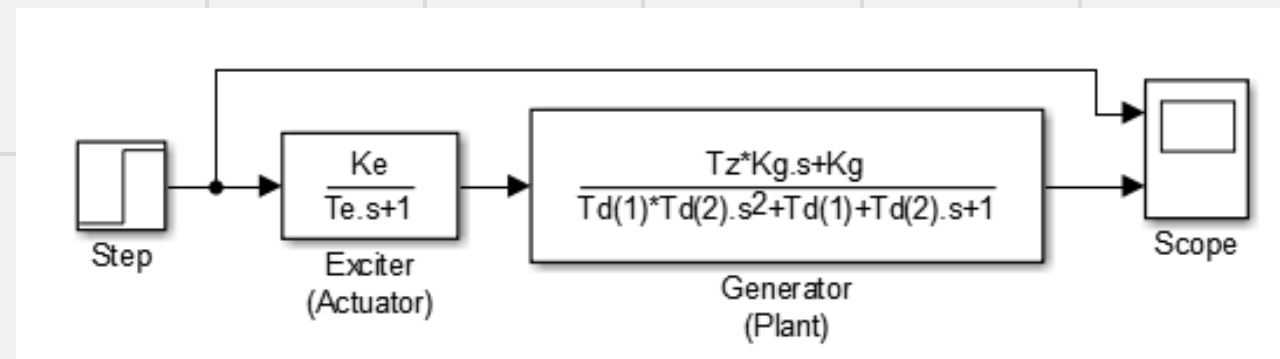 Step
Ke
Te.s+1
Exciter
(Actuator)
Tz*Kg.s+Kg
Td(1)*Td(2).s2+Td(1)+Td(2).s+1
Generator
(Plant)
Scope